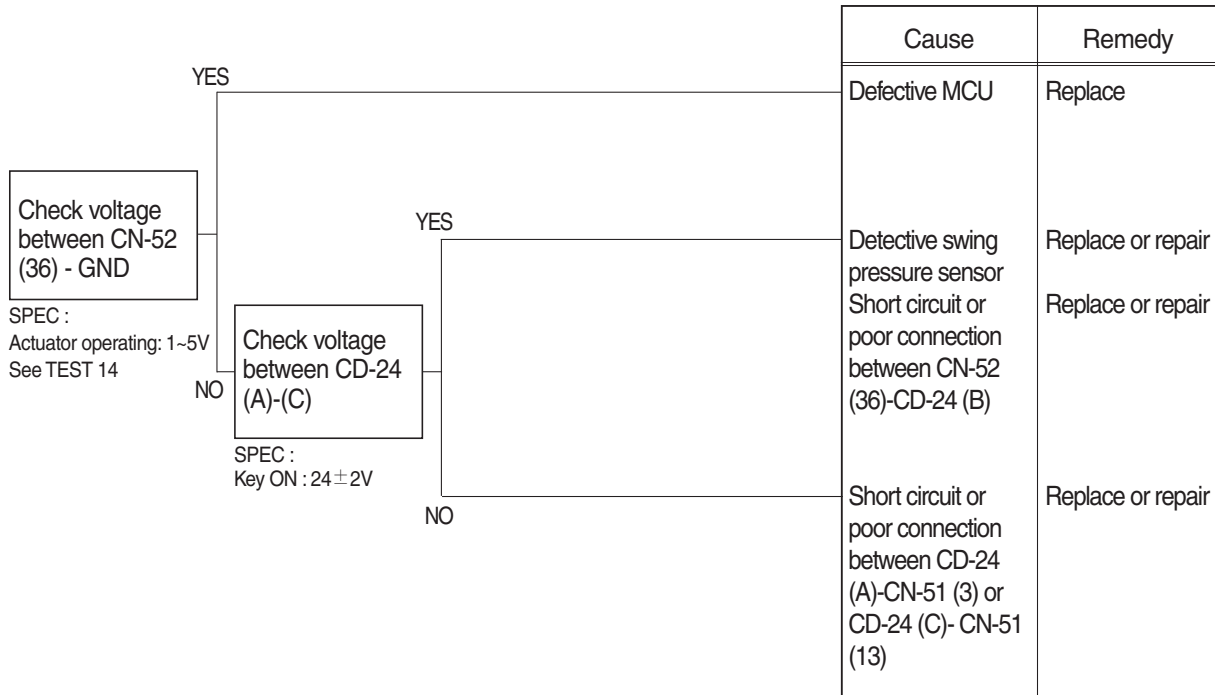 Cause Remedy
YES
Defective MCU Replace
Check voltage
between CN-52
(36) - GND
SPEC :
Actuator operating: 1~5V
See TEST 14
NO
Check voltage
between CD-24
(A)-(C)
SPEC :
Key ON : 24±2V
YES
Detective swing
pressure sensor
Replace or repair
Short circuit or
poor connection
between CN-52
(36)-CD-24 (B)
Replace or repair
NO
Short circuit or
poor connection
between CD-24
(A)-CN-51 (3) or
CD-24 (C)- CN-51
(13)
Replace or repair